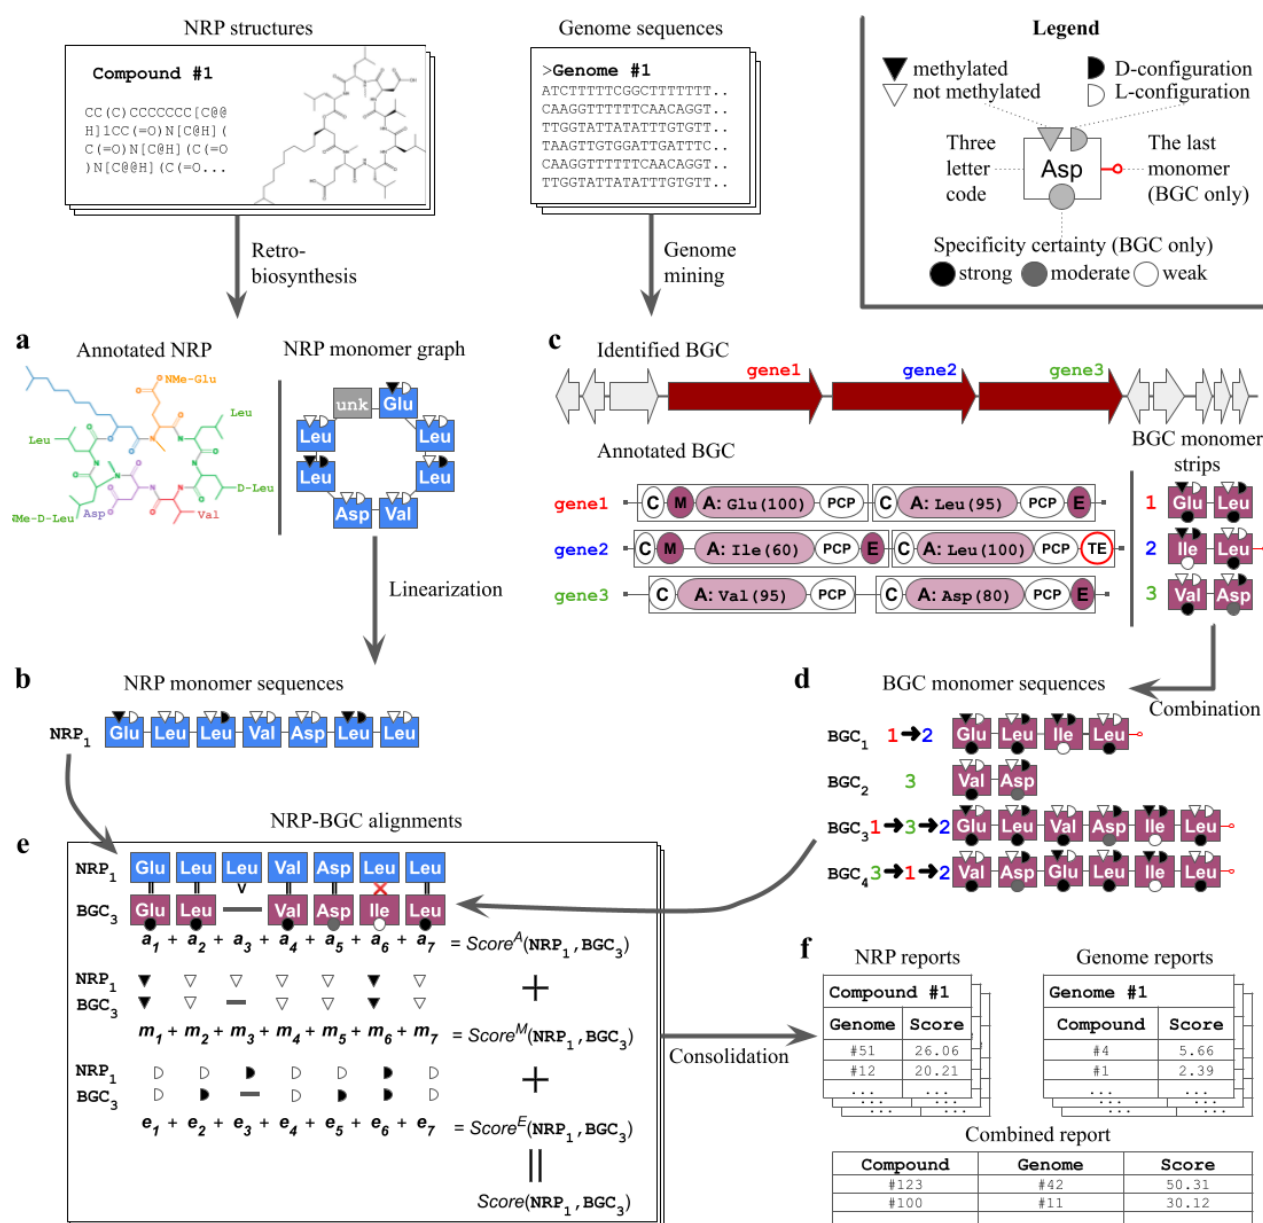 NRP structures
Compound #1
CC(C)CCCCCCC[C@@
H]1CC(=O)N[C@H](
C(=O)N[C@H](C(=O
)N[C@@H](C(=O...
Genome sequences
>Genome #1
ATCTTTTTCGGCTTTTTTT..
CAAGGTTTTTTCAACAGGT..
TTGGTATTATATTTGTGTT..
TAAGTTGTGGATTGATTTC..
CAAGGTTTTTTCAACAGGT..
TTGGTATTATATTTGTGTT..
Legend
methylated
not methylated
D-configuration
L-configuration
Three
letter
code
Asp
The last
monomer
(BGC only)
Specificity certainty (BGC only)
strong moderate weak
Retro-
biosynthesis
Genome
mining
a
Annotated NRP
NMe-Glu
Leu
Leu
D-Leu
Asp
Val
NRP monomer graph
unk Glu
Leu Leu
Leu Leu
Asp Val
Linearization
c
Identified BGC
gene1 gene2 gene3
Annotated BGC
gene1 C M A: Glu(100) PCP C A: Leu(95) PCP E
gene2 C M A: Ile(60) PCP E C A: Leu(100) PCP TE
gene3 C A: Val(95) PCP C A: Asp(80) PCP E
BGC monomer
strips
1 Glu Leu
2 Ile Leu
3 Val Asp
b
NRP monomer sequences
NRP1 Glu Leu Leu Val Asp Leu Leu
d
BGC monomer sequences
Combination
BGC1 1 2 Glu Leu Ile Leu
BGC2 3 Val Asp
BGC3 1 3 2 Glu Leu Val Asp Ile Leu
BGC4 3 1 2 Val Asp Glu Leu Ile Leu
e
NRP-BGC alignments
NRP1 Glu Leu Leu Val Asp Leu Leu
BGC3 Glu Leu Val Asp Ile Leu
a1 + a2 + a3 + a4 + a5 + a6 + a7 = ScoreA(NRP1,BGC3)
NRP1
BGC3
+
m1 + m2 + m3 + m4 + m5 + m6 + m7 = ScoreM(NRP1,BGC3)
NRP1
BGC3
+
e1 + e2 + e3 + e4 + e5 + e6 + e7 = ScoreE(NRP1,BGC3)
Score(NRP1,BGC3)
Consolidation
f
NRP reports
Compound #1
Genome Score
#51 26.06
#12 20.21
... ...
... ...
... ...
Genome reports
Genome #1
Compound Score
#4 5.66
#1 2.39
... ...
... ...
... ...
Combined report
Compound Genome Score
#123 #42 50.31
#100 #11 30.12